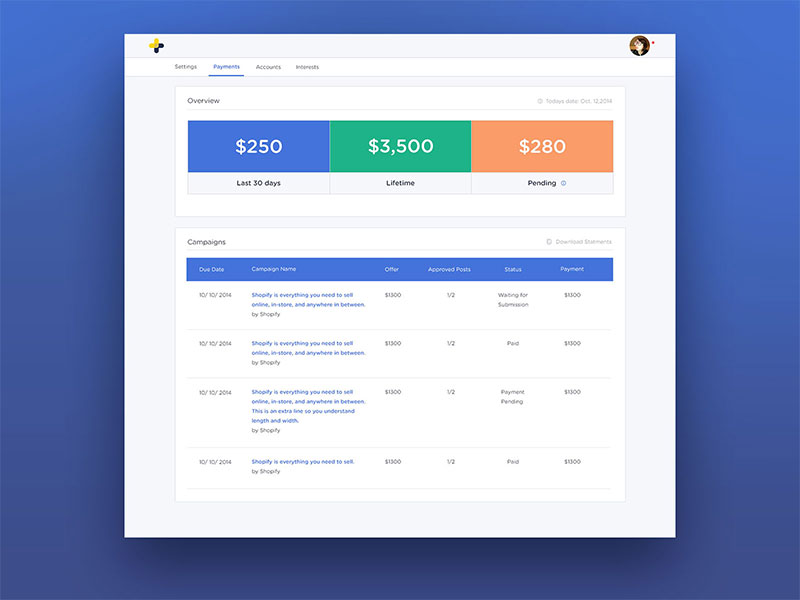 Settings Payments Accounts Interests
Overview
Todays date: Oct. 12,2014
$250 $3,500 $280
Last 30 days Lifetime Pending
Campaigns
Download Statments
Due Date Campaign Name Offer Approved Posts Status Payment
10/ 10/ 2014 Shopify is everything you need to sell $1300 1/2 Waiting for $1300
online, in-store, and anywhere in between. Submission
by Shopify
10/ 10/ 2014 Shopify is everything you need to sell $1300 1/2 Paid $1300
online, in-store, and anywhere in between.
by Shopify
10/ 10/ 2014 Shopify is everything you need to sell $1300 1/2 Payment $1300
online, in-store, and anywhere in between. Pending
This is an extra line so you understand
length and width.
by Shopify
10/ 10/ 2014 Shopify is everything you need to sell. $1300 1/2 Paid $1300
by Shopify